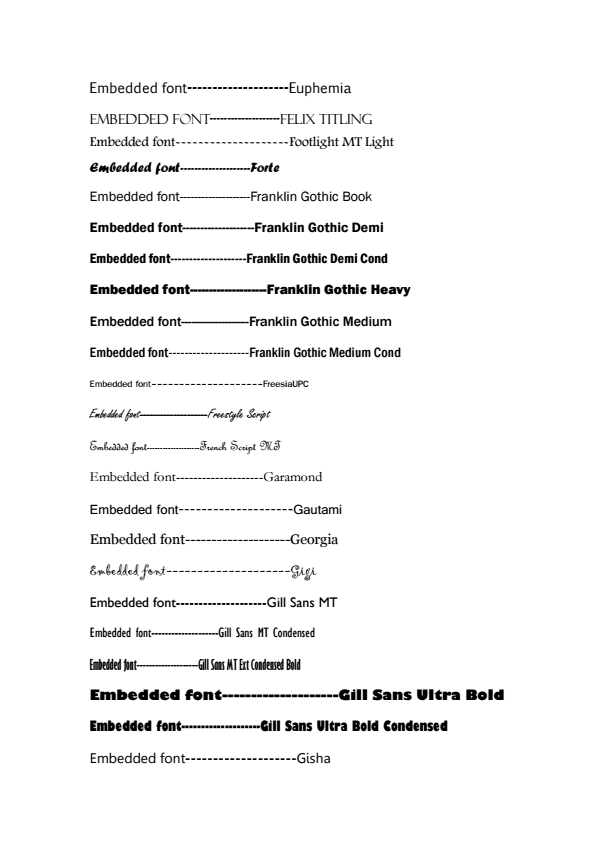 Embedded font--------------------Euphemia
EMBEDDED FONT--------------------FELIX TITLING
Embedded font--------------------Footlight MT Light
Embedded font--------------------Forte
Embedded font--------------------Franklin Gothic Book
Embedded font--------------------Franklin Gothic Demi
Embedded font--------------------Franklin Gothic Demi Cond
Embedded font--------------------Franklin Gothic Heavy
Embedded font--------------------Franklin Gothic Medium
Embedded font--------------------Franklin Gothic Medium Cond
Embedded font--------------------FreesiaUPC
Embedded font--------------------Freestyle Script
Embedded font--------------------French Script MT
Embedded font--------------------Garamond
Embedded font--------------------Gautami
Embedded font--------------------Georgia
Embedded font--------------------Gigi
Embedded font--------------------Gill Sans MT
Embedded font--------------------Gill Sans MT Condensed
Embedded font--------------------Gill Sans MT Ext Condensed Bold
Embedded font--------------------Gill Sans Ultra Bold
Embedded font--------------------Gill Sans Ultra Bold Condensed
Embedded font--------------------Gisha